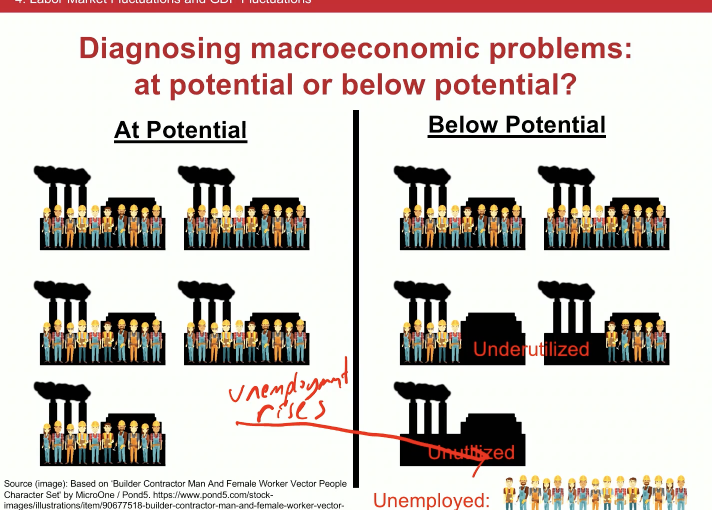 4. Labor Market Fluctuations and GDP Fluctuations
Diagnosing macroeconomic problems:
at potential or below potential?
At Potential
Below Potential
Underutilized
unemployment
rises
Unutilized
Source (image): Based on 'Builder Contractor Man And Female Worker Vector People
Character Set' by MicroOne / Pond5. https://www.pond5.com/stock-
images/illustrations/item/90677518-builder-contractor-man-and-female-worker-vector-
Unemployed: